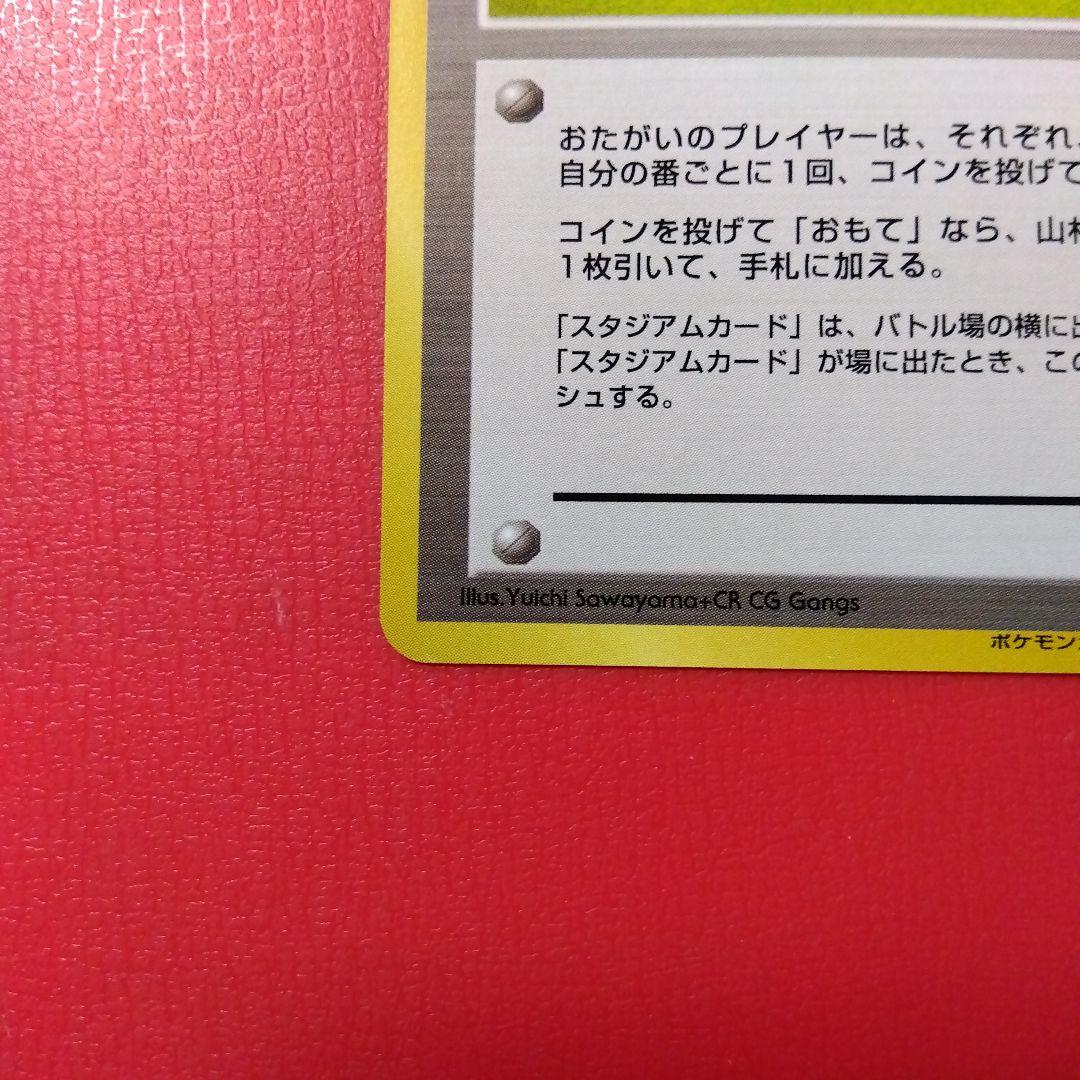 おたがいのプレイヤーは、それぞれ、
自分の番ごとに1回、コインを投げて
コインを投げて「おもて」なら、山
1枚引いて、手札に加える。
「スタジアムカード」は、バトル場の横に出
「スタジアムカード」が場に出たとき、この
シュする。
Illus.Yuichi Sawayama+CR CG Gangs
ポケモン